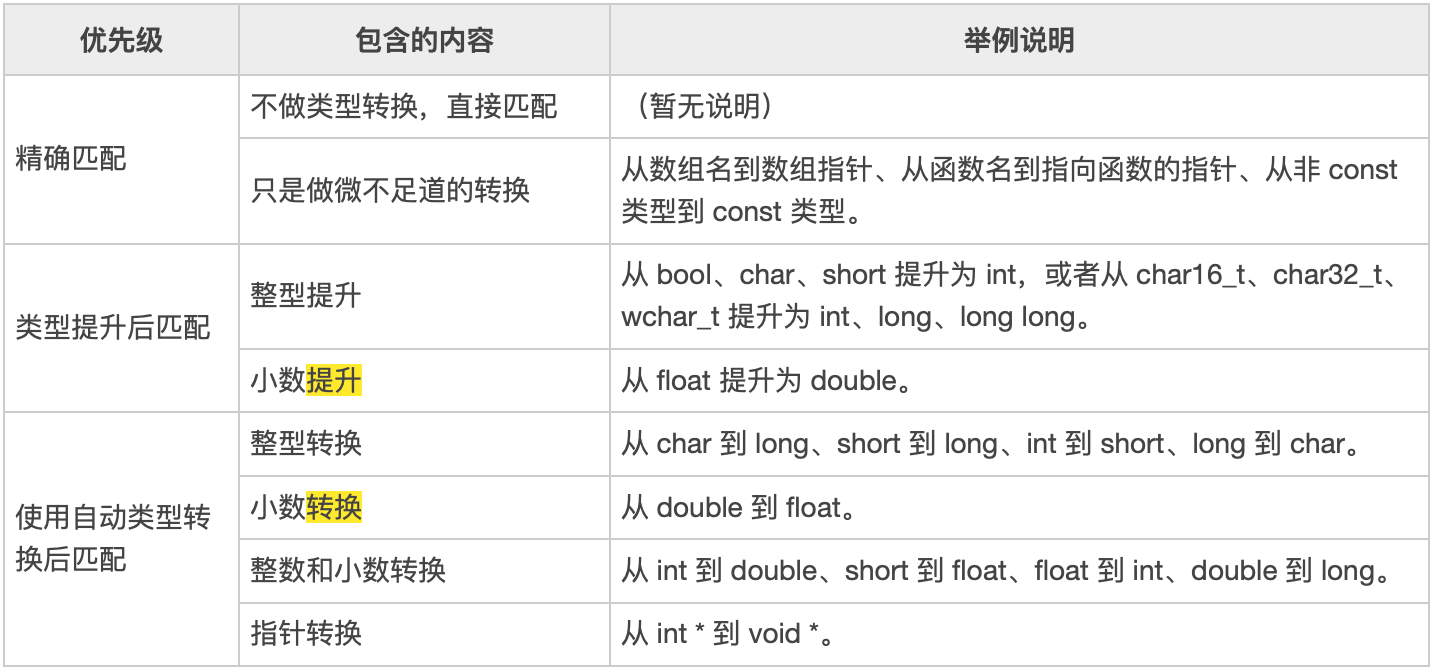 优先级
包含的内容
举例说明
精确匹配
不做类型转换，直接匹配
（暂无说明）
只是做微不足道的转换
从数组名到数组指针、从函数名到指向函数的指针、从非 const
类型到 const 类型。
类型提升后匹配
整型提升
从 bool、char、short 提升为 int，或者从 char16_t、char32_t、
wchar_t 提升为 int、long、long long。
小数提升
从 float 提升为 double。
使用自动类型转
换后匹配
整型转换
从 char 到 long、short 到 long、int 到 short、long 到 char。
小数转换
从 double 到 float。
整数和小数转换
从 int 到 double、short 到 float、float 到 int、double 到 long。
指针转换
从 int * 到 void *。